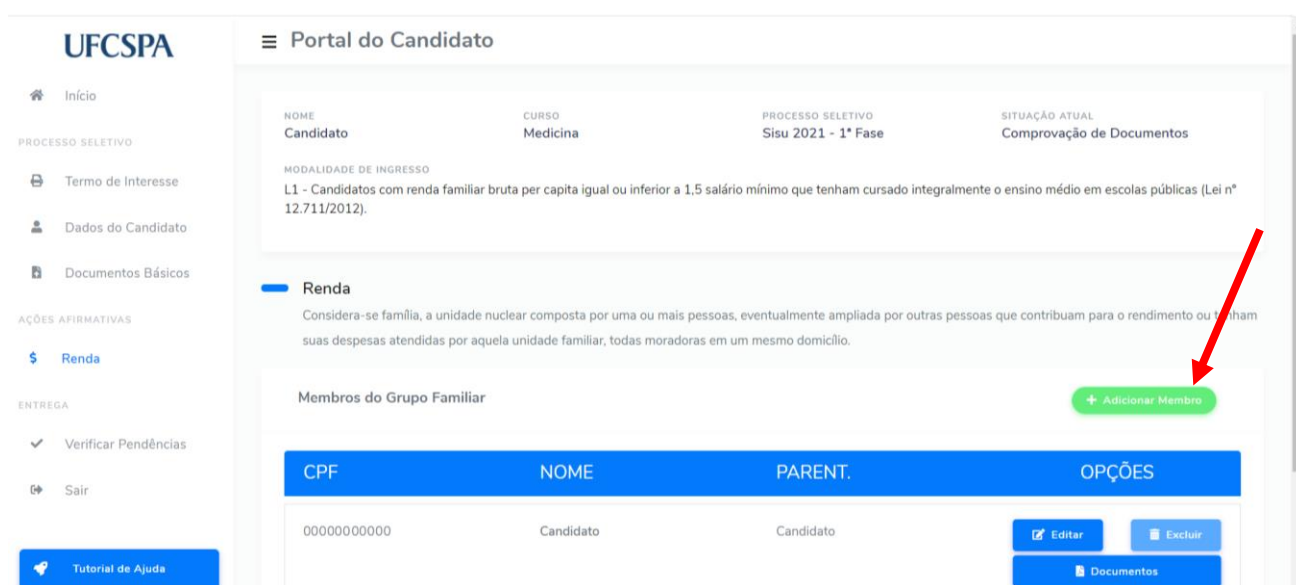 UFCSPA
Início
PROCESSO SELETIVO
Termo de Interesse
Dados do Candidato
Documentos Básicos
AÇÕES AFIRMATIVAS
$ Renda
ENTREGA
Verificar Pendências
Sair
Tutorial de Ajuda
Portal do Candidato
NOME
Candidato
CURSO
Medicina
PROCESSO SELETIVO
Sisu 2021 - 1ª Fase
SITUAÇÃO ATUAL
Comprovação de Documentos
MODALIDADE DE INGRESSO
L1 - Candidatos com renda familiar bruta per capita igual ou inferior a 1,5 salário mínimo que tenham cursado integralmente o ensino médio em escolas públicas (Lei nº
12.711/2012).
Renda
Considera-se família, a unidade nuclear composta por uma ou mais pessoas, eventualmente ampliada por outras pessoas que contribuam para o rendimento ou tenham
suas despesas atendidas por aquela unidade familiar, todas moradoras em um mesmo domicílio.
Membros do Grupo Familiar
+ Adicionar Membro
CPF NOME PARENT. OPÇÕES
00000000000 Candidato Candidato
Editar Excluir
Documentos